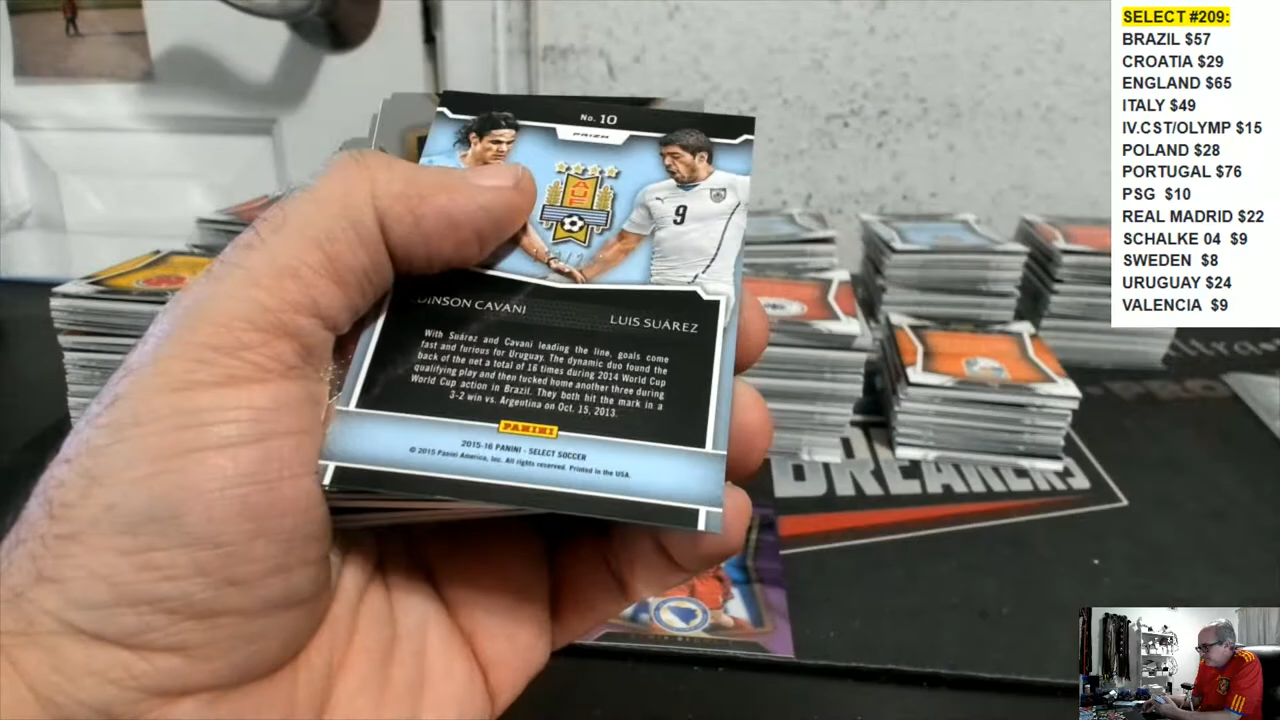 SELECT #209:
BRAZIL $57
CROATIA $29
ENGLAND $65
ITALY $49
IV.CST/OLYMP $15
POLAND $28
PORTUGAL $76
PSG $10
REAL MADRID $22
SCHALKE 04 $9
SWEDEN $8
URUGUAY $24
VALENCIA $9
No. 10
PRIZM
AUF
9
DINSON CAVANI
LUIS SUÁREZ
With Suárez and Cavani leading the line, goals come
fast and furious for Uruguay. The dynamic duo found the
back of the net a total of 16 times during 2014 World Cup
qualifying play and then tucked home another three during
World Cup action in Brazil. They both hit the mark in a
3-2 win vs. Argentina on Oct. 15, 2013.
PANINI
2015-16 PANINI - SELECT SOCCER
© 2015 Panini America, Inc. All rights reserved. Printed in the USA.
BREAKERS